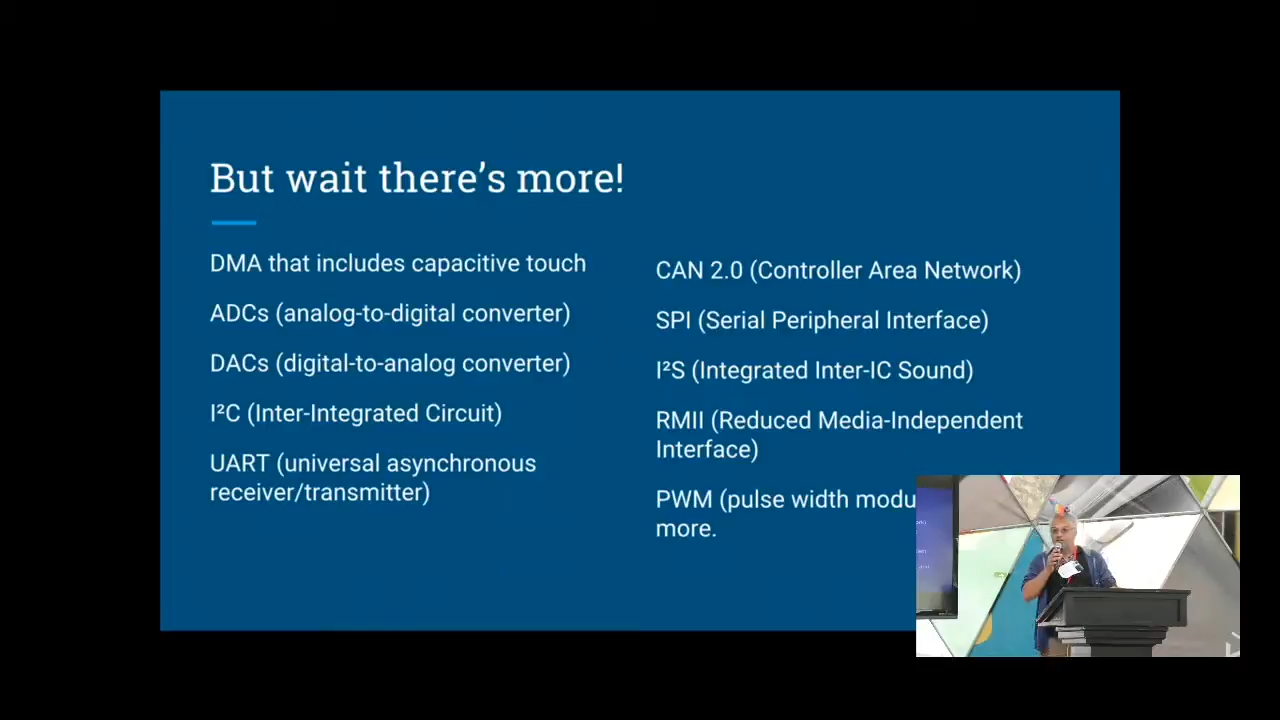 But wait there’s more!
DMA that includes capacitive touch
ADCs (analog-to-digital converter)
DACs (digital-to-analog converter)
I²C (Inter-Integrated Circuit)
UART (universal asynchronous
receiver/transmitter)
CAN 2.0 (Controller Area Network)
SPI (Serial Peripheral Interface)
I²S (Integrated Inter-IC Sound)
RMII (Reduced Media-Independent
Interface)
PWM (pulse width modu
more.